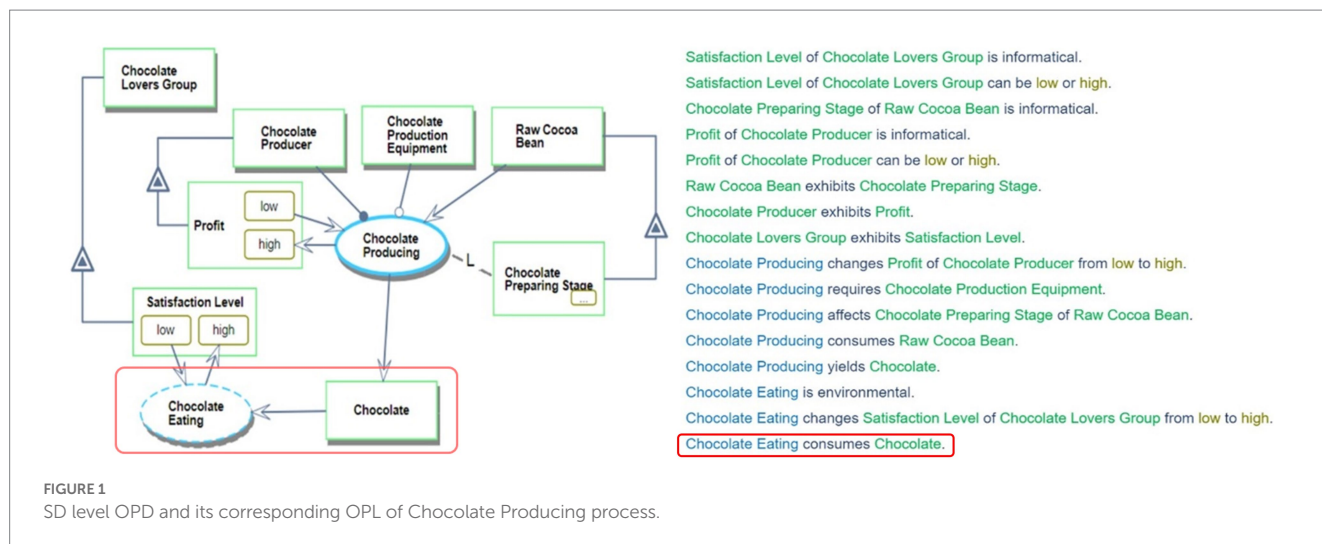 Chocolate
Lovers Group
Chocolate
Producer
Chocolate
Production
Equipment
Raw Cocoa
Bean
Profit
low
high
Chocolate
Producing
L
Chocolate
Preparing Stage
...
Satisfaction Level
low
high
Chocolate
Eating
Chocolate
Satisfaction Level of Chocolate Lovers Group is informatical.
Satisfaction Level of Chocolate Lovers Group can be low or high.
Chocolate Preparing Stage of Raw Cocoa Bean is informatical.
Profit of Chocolate Producer is informatical.
Profit of Chocolate Producer can be low or high.
Raw Cocoa Bean exhibits Chocolate Preparing Stage.
Chocolate Producer exhibits Profit.
Chocolate Lovers Group exhibits Satisfaction Level.
Chocolate Producing changes Profit of Chocolate Producer from low to high.
Chocolate Producing requires Chocolate Production Equipment.
Chocolate Producing affects Chocolate Preparing Stage of Raw Cocoa Bean.
Chocolate Producing consumes Raw Cocoa Bean.
Chocolate Producing yields Chocolate.
Chocolate Eating is environmental.
Chocolate Eating changes Satisfaction Level of Chocolate Lovers Group from low to high.
Chocolate Eating consumes Chocolate.
FIGURE 1
SD level OPD and its corresponding OPL of Chocolate Producing process.